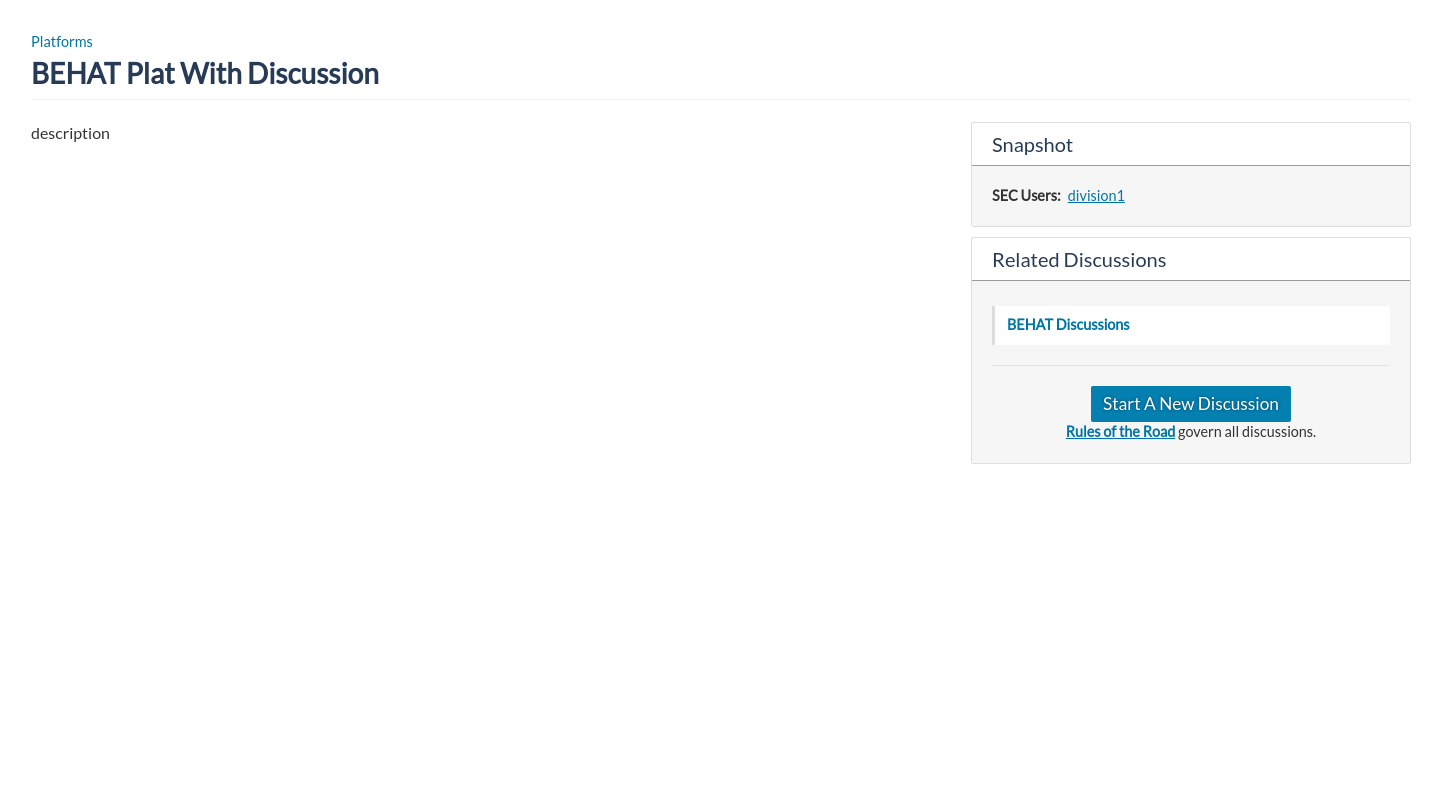 Platforms
BEHAT Plat With Discussion
description
Snapshot
SEC Users: division1
Related Discussions
BEHAT Discussions
Start A New Discussion
Rules of the Road govern all discussions.